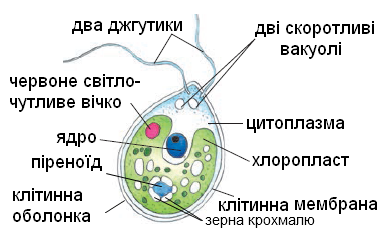 два джгутики
дві скоротливі
вакуолі
червоне світло-
чутливе вічко
цитоплазма
ядро
піреноїд
хлоропласт
клітинна
оболонка
клітинна мембрана
зерна крохмалю